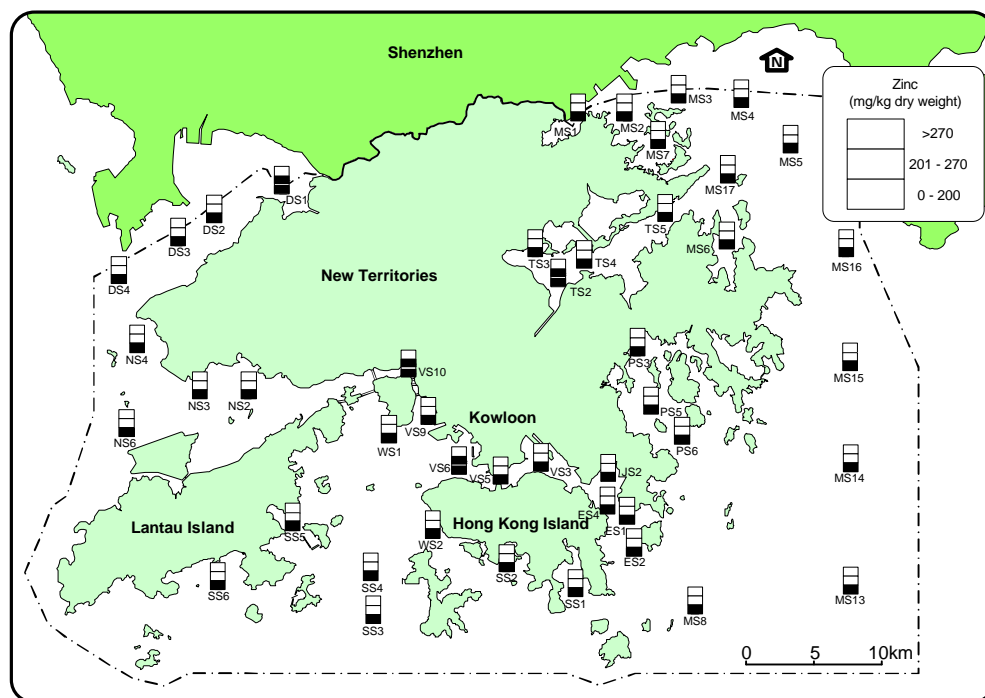 Shenzhen
N
Zinc
(mg/kg dry weight)
>270
201 - 270
0 - 200
MS1
MS2
MS3
MS4
MS5
MS7
MS17
DS1
DS2
DS3
DS4
TS5
MS6
MS16
TS3
TS4
TS2
New Territories
NS4
PS3
MS15
VS10
NS3
NS2
PS5
VS9
Kowloon
NS6
WS1
PS6
VS6
VS5
VS3
JS2
MS14
Lantau Island
SS5
WS2
Hong Kong Island
ES4
ES1
ES2
SS2
SS6
SS4
SS1
MS13
SS3
MS8
0 5 10km